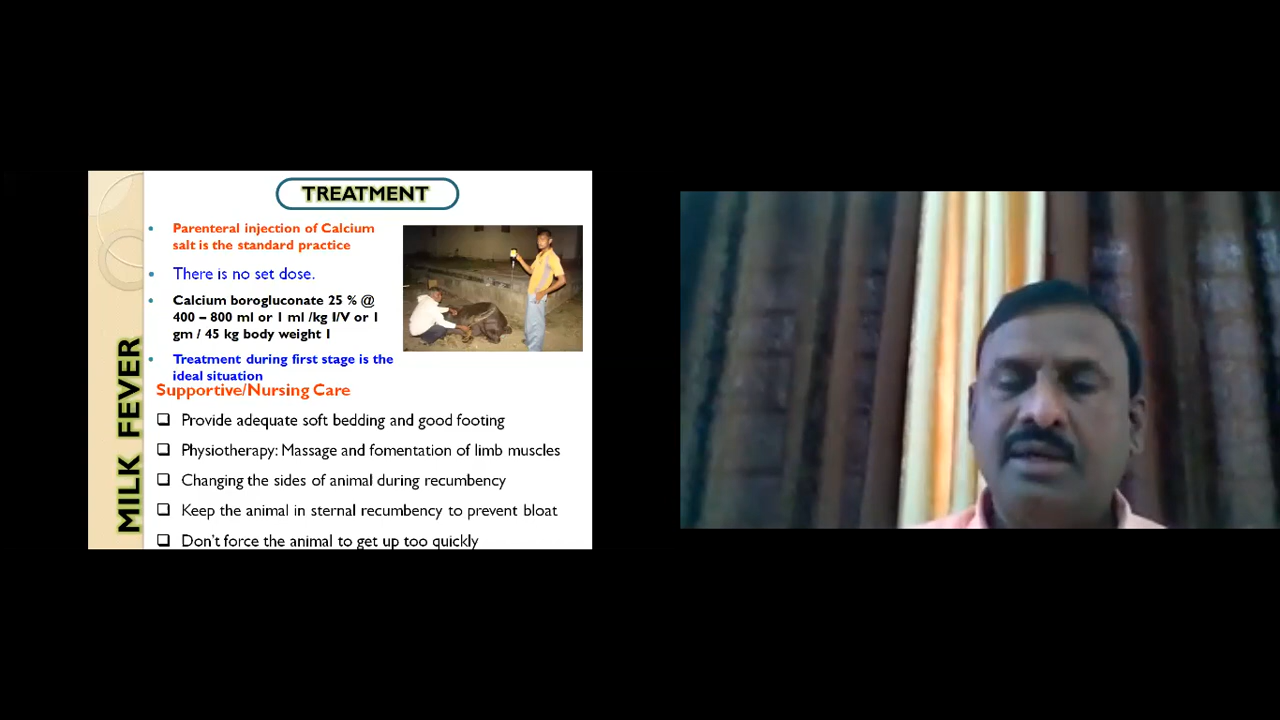 TREATMENT
Parenteral injection of Calcium
salt is the standard practice
There is no set dose.
Calcium borogluconate 25 % @
400 – 800 ml or 1 ml /kg I/V or 1
gm / 45 kg body weight 1
Treatment during first stage is the
ideal situation
Supportive/Nursing Care
Provide adequate soft bedding and good footing
Physiotherapy: Massage and fomentation of limb muscles
Changing the sides of animal during recumbency
Keep the animal in sternal recumbency to prevent bloat
Don't force the animal to get up too quickly
MILK FEVER